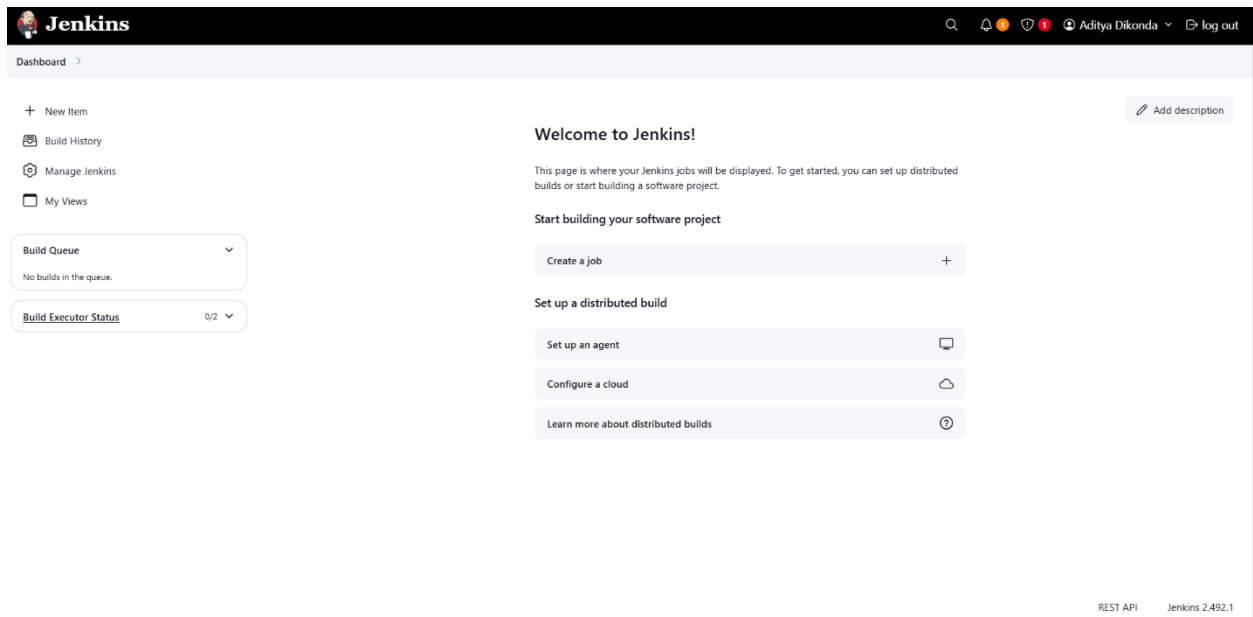 Jenkins
1
1
Aditya Dikonda
log out
Dashboard
New Item
Build History
Manage Jenkins
My Views
Build Queue
No builds in the queue.
Build Executor Status
0/2
Add description
Welcome to Jenkins!
This page is where your Jenkins jobs will be displayed. To get started, you can set up distributed
builds or start building a software project.
Start building your software project
Create a job
Set up a distributed build
Set up an agent
Configure a cloud
Learn more about distributed builds
REST API
Jenkins 2.492.1